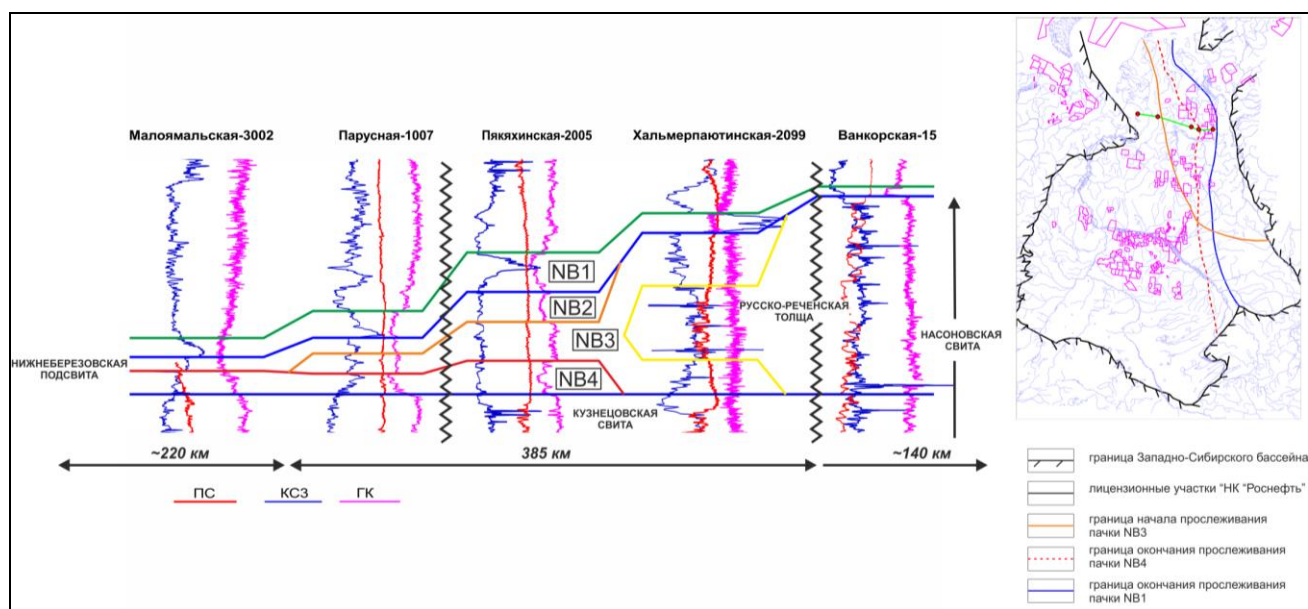 Малоямальская-3002
Парусная-1007
Пякяхинская-2005
Хальмерпаютинская-2099
Ванкорская-15
NB1
NB2
РУССКО-РЕЧЕНСКАЯ
ТОЛЩА
NB3
НАСОНОВСКАЯ
СВИТА
НИЖНЕБЕРЕЗОВСКАЯ
ПОДСВИТА
NB4
КУЗНЕЦОВСКАЯ
СВИТА
~220 км
385 км
~140 км
ПС
КСЗ
ГК
граница Западно-Сибирского бассейна
лицензионные участки "НК "Роснефть"
граница начала прослеживания
пачки NB3
граница окончания прослеживания
пачки NB4
граница окончания прослеживания
пачки NB1